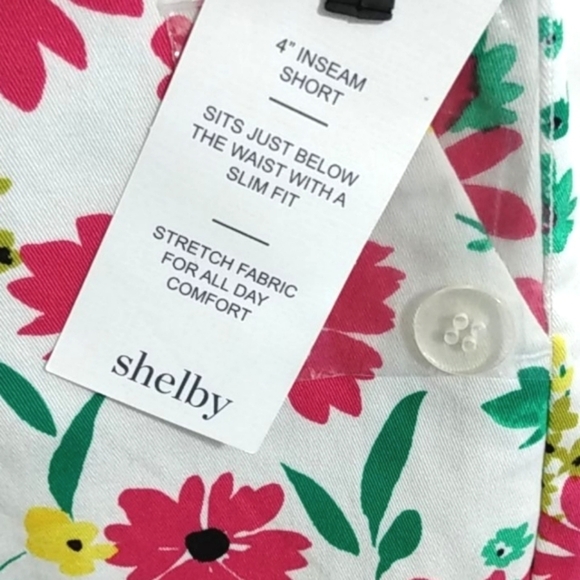 4" INSEAM
SHORT
SITS JUST BELOW
THE WAIST WITH A
SLIM FIT
STRETCH FABRIC
FOR ALL DAY
COMFORT
shelby